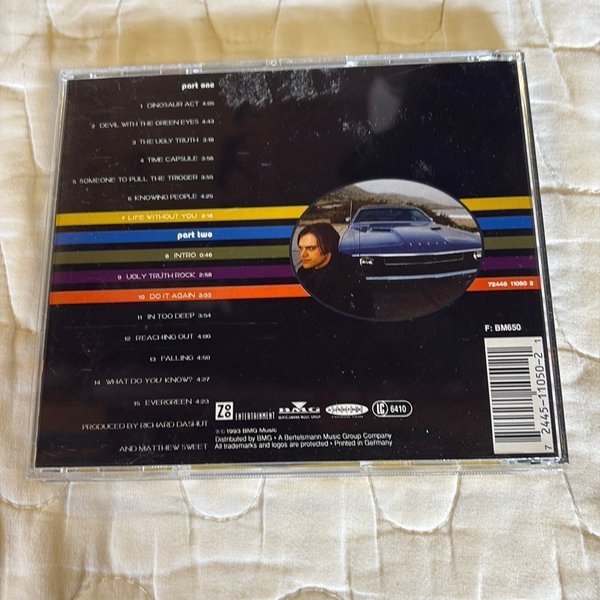 part one
1 DINOSAUR ACT 4:05
2 DEVIL WITH THE GREEN EYES 4:43
3 THE UGLY TRUTH 3:18
4 TIME CAPSULE 3:56
5 SOMEONE TO PULL THE TRIGGER 3:55
6 KNOWING PEOPLE 4:25
7 LIFE WITHOUT YOU 2:18
part two
8 INTRO 0:46
9 UGLY TRUTH ROCK 2:58
10 DO IT AGAIN 3:33
11 IN TOO DEEP 3:54
12 REACHING OUT 4:00
13 FALLING 4:50
14 WHAT DO YOU KNOW? 4:27
15 EVERGREEN 4:23
PRODUCED BY RICHARD DASHUT
AND MATTHEW SWEET
72445 11050 2
F: BM650
ZOO ENTERTAINMENT
BMG
BERTELSMANN MUSIC GROUP
LC 6410
℗ © 1993 BMG Music
Distributed by BMG • A Bertelsmann Music Group Company
All trademarks and logos are protected • Printed in Germany
7 2445-11050-2 1